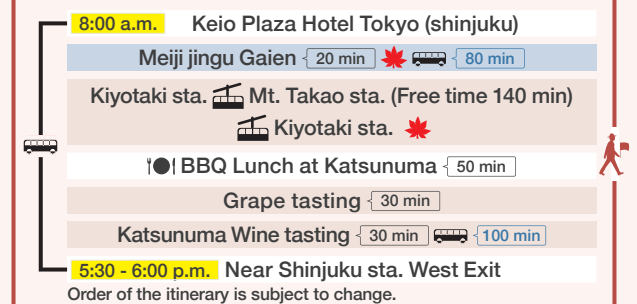 8:00 a.m. Keio Plaza Hotel Tokyo (shinjuku)
Meiji jingu Gaien 20 min 80 min
Kiyotaki sta. Mt. Takao sta. (Free time 140 min)
Kiyotaki sta.
BBQ Lunch at Katsunuma 50 min
Grape tasting 30 min
Katsunuma Wine tasting 30 min 100 min
5:30 - 6:00 p.m. Near Shinjuku sta. West Exit
Order of the itinerary is subject to change.